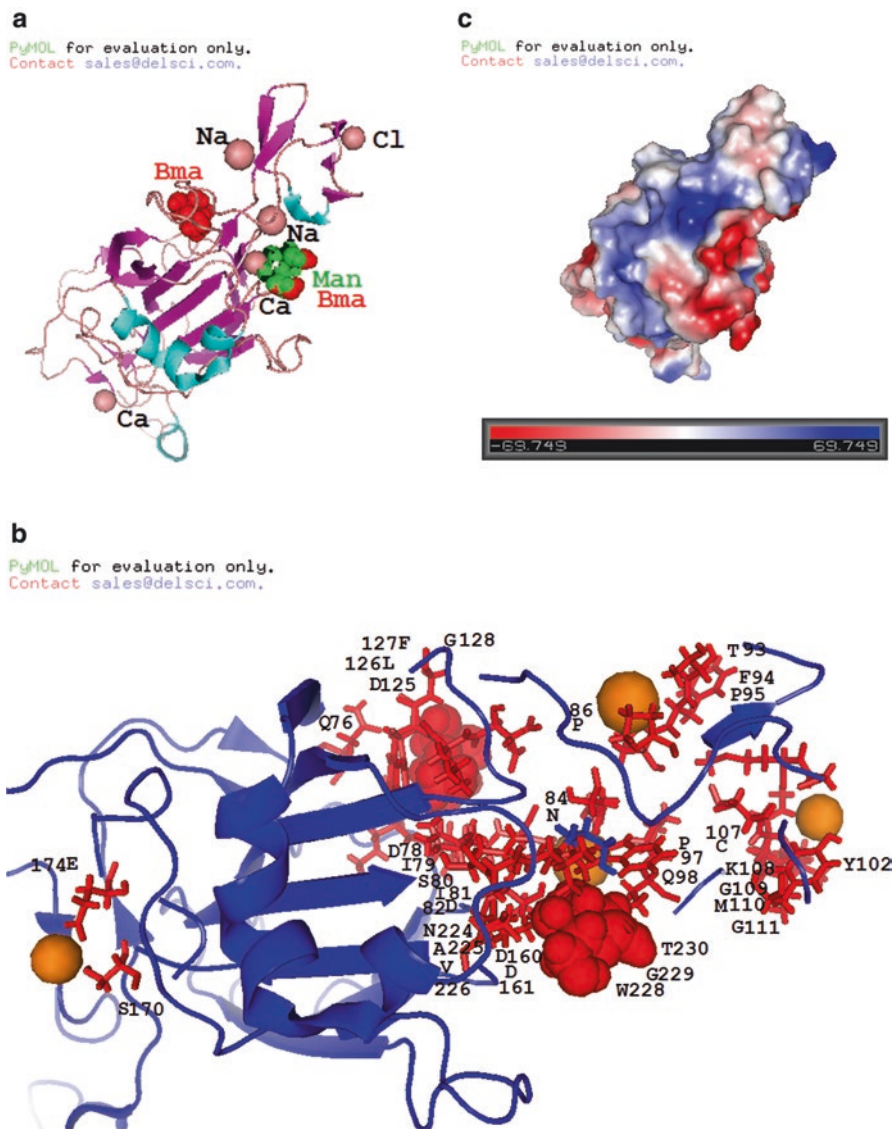 a
PyMOL for evaluation only.
Contact sales@delsci.com.
Na
Cl
Bma
Na
Man
Bma
Ca
Ca
c
PyMOL for evaluation only.
Contact sales@delsci.com.
-69.749 69.749
b
PyMOL for evaluation only.
Contact sales@delsci.com.
127F
G128
126L
D125
Q76
T93
F94
P95
86
P
84
N
174E
D78
I79
S80
I81
82D
P
97
Q98
107
C
Y102
K108
G109
M110
G111
N224
A225
V
226
D160
D
161
T230
G229
W228
S170